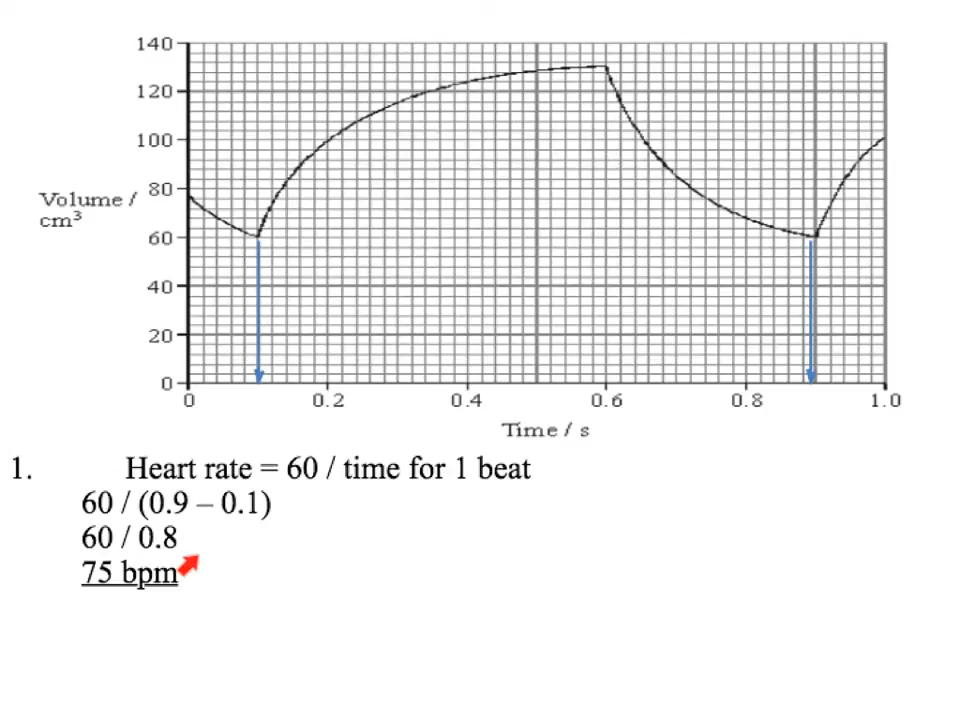 140
120
100
80
Volume /
cm³
60
40
20
0
0 0.2 0.4 0.6 0.8 1.0
Time / s
1. Heart rate = 60 / time for 1 beat
60 / (0.9 – 0.1)
60 / 0.8
75 bpm